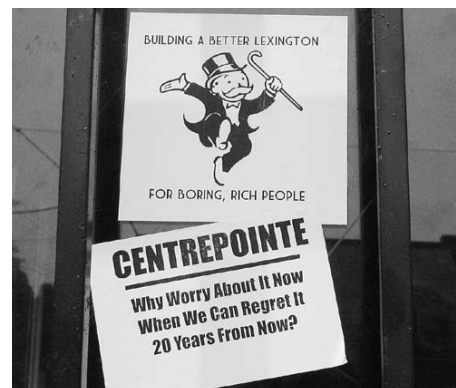 BUILDING A BETTER LEXINGTON
FOR BORING, RICH PEOPLE
CENTREPOINTE
Why Worry About It Now
When We Can Regret It
20 Years From Now?